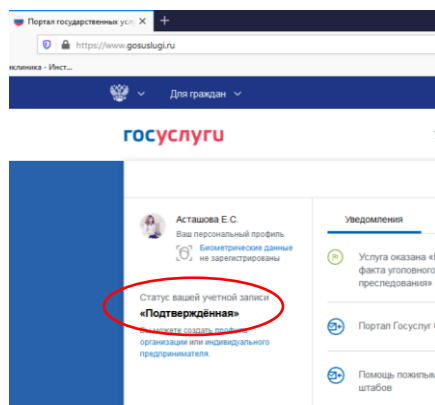 Портал государственных усл
https://www.gosuslugi.ru
нклиника - Инст...
Для граждан
госуслуги
Асташова Е.С.
Ваш персональный профиль
Биометрические данные
не зарегистрированы
Статус вашей учетной записи
«Подтверждённая»
Вы можете создать профиль
организации или индивидуального
предпринимателя.
Уведомления
Услуга оказана «
факта уголовного
преследования»
Портал Госуслуг
Помощь пожилым
штабов